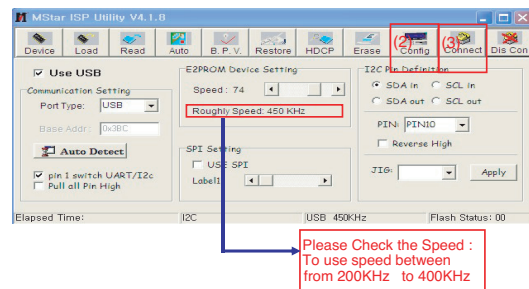 MStar ISP Utility V4.1.8
Device Load Read Auto B. P. V. Restore HDCP Erase Config Connect Dis Con
(2) (3)
Use USB
Communication Setting
Port Type: USB
Base Addr: 0x3BC
Auto Detect
pin 1 switch UART/I2c
Pull all Pin High
E2PROM Device Setting
Speed: 74
Roughly Speed: 450 KHz
SPI Setting
USE SPI
Label1
I2C Pin Definition
SDA in SCL in
SDA out SCL out
PIN: PIN10
Reverse High
JIG: Apply
Elapsed Time: I2C USB 450KHz Flash Status: 00
Please Check the Speed :
To use speed between
from 200KHz to 400KHz